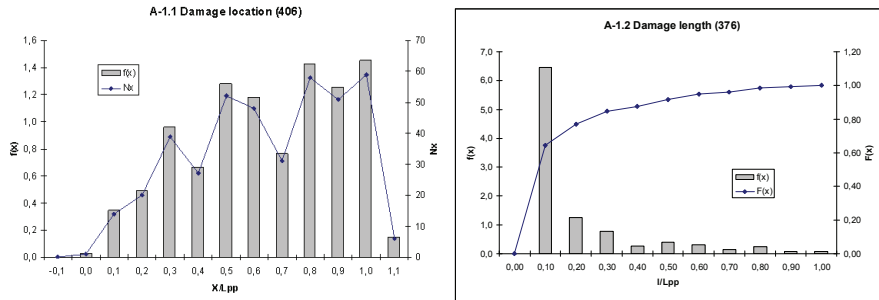 A-1.1 Damage location (406)
1,6
1,4
1,2
1,0
0,8
0,6
0,4
0,2
0,0
f(x)
f(x)
Nx
70
60
50
40
30
20
10
0
Nx
-0,1 0,0 0,1 0,2 0,3 0,4 0,5 0,6 0,7 0,8 0,9 1,0 1,1
X/Lpp
A-1.2 Damage length (376)
7,0
6,0
5,0
4,0
3,0
2,0
1,0
0,0
f(x)
f(x)
F(x)
1,20
1,00
0,80
0,60
0,40
0,20
0,00
F(x)
0,00 0,10 0,20 0,30 0,40 0,50 0,60 0,70 0,80 0,90 1,00
l/Lpp